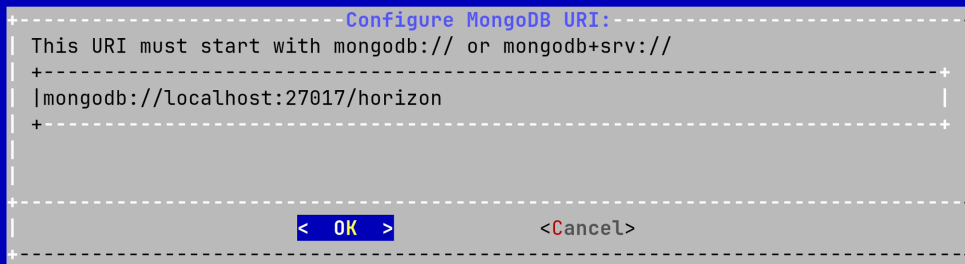 Configure MongoDB URI:
This URI must start with mongodb:// or mongodb+srv://
mongodb://localhost:27017/horizon
< OK > <Cancel>